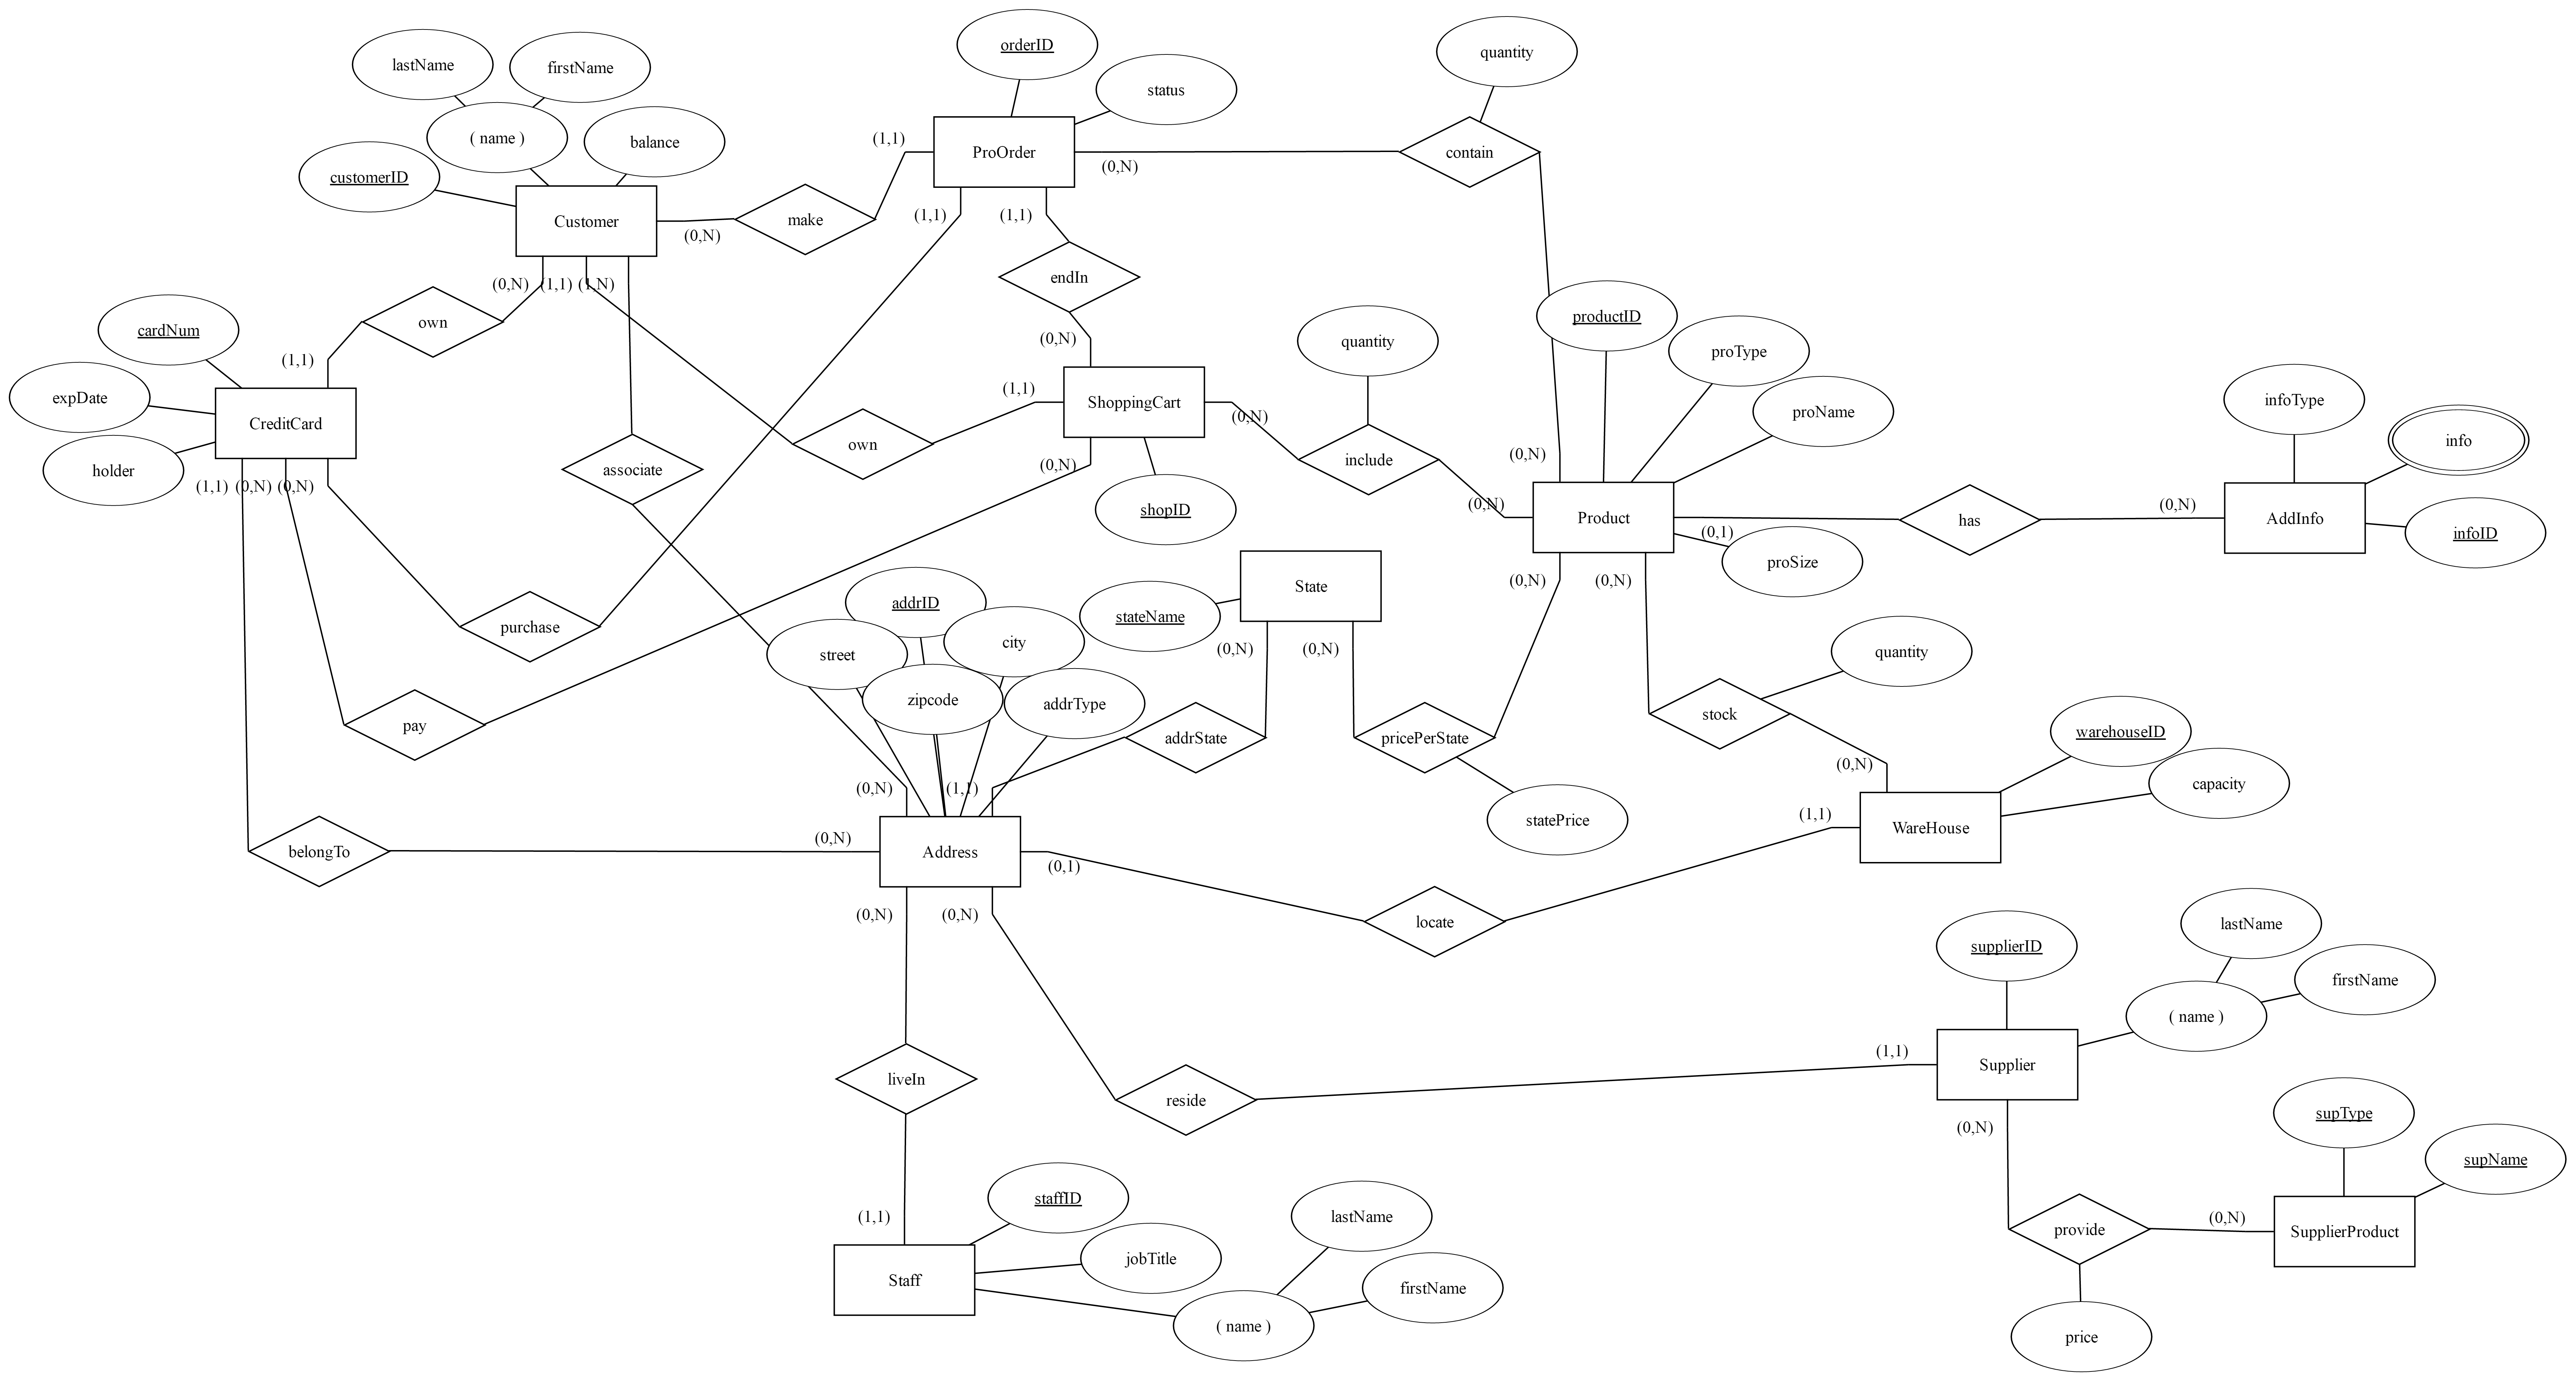 orderID
quantity
lastName
firstName
status
( name )
balance
ProOrder
contain
(1,1)
(0,N)
customerID
Customer
make
(0,N)
(1,1)
(1,1)
endIn
(0,N)
(1,1)
(1,N)
own
cardNum
productID
(0,N)
quantity
proType
(1,1)
expDate
CreditCard
(1,1)
ShoppingCart
(0,N)
proName
infoType
info
holder
associate
own
(0,N)
include
(0,N)
(1,1)
(0,N)
(0,N)
shopID
(0,N)
Product
(0,1)
has
(0,N)
AddInfo
infoID
proSize
State
(0,N)
(0,N)
addrID
stateName
purchase
street
city
(0,N)
(0,N)
quantity
zipcode
addrType
pay
addrState
pricePerState
stock
warehouseID
(0,N)
capacity
(0,N)
(1,1)
statePrice
(1,1)
WareHouse
belongTo
(0,N)
Address
(0,1)
(0,N)
(0,N)
locate
supplierID
lastName
firstName
( name )
liveIn
reside
(1,1)
Supplier
(0,N)
supType
supName
staffID
(1,1)
lastName
provide
(0,N)
SupplierProduct
Staff
jobTitle
firstName
( name )
price